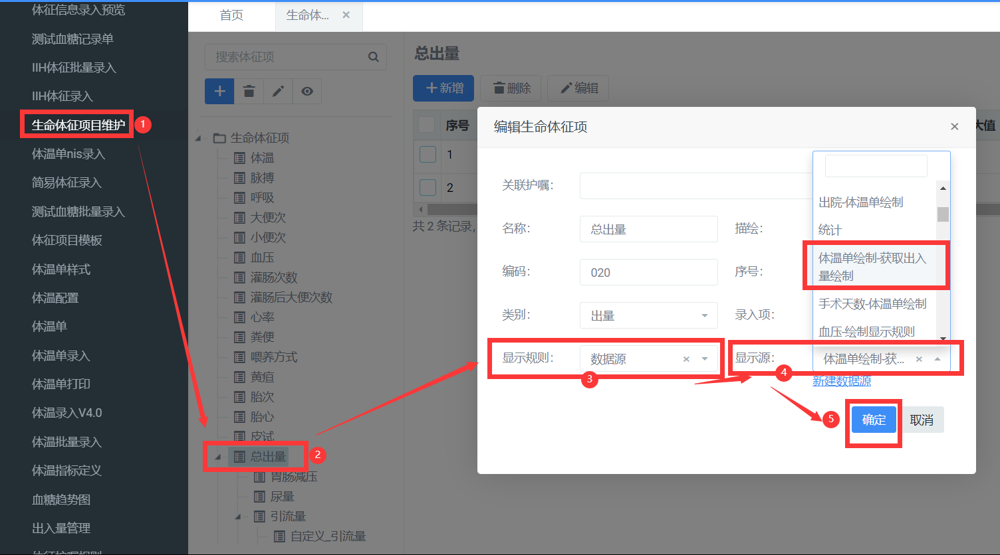 体征信息录入预览
测试血糖记录单
IIH体征批量录入
IIH体征录入
生命体征项目维护
1
体温单nis录入
简易体征录入
测试血糖批量录入
体征项目模板
体温单样式
体温配置
体温单
体温单录入
体温单打印
体温录入V4.0
体温批量录入
体温指标定义
血糖趋势图
出入量管理
体征护嘱规则
首页
生命体... ×
搜索体征项
生命体征项
体温
脉搏
呼吸
大便次
小便次
血压
灌肠次数
灌肠后大便次数
心率
粪便
喂养方式
黄疸
胎次
胎心
皮试
总出量
2
胃肠减压
尿量
引流量
自定义_引流量
总出量
新增
删除
编辑
序号
大值
1
2
共 2 条记录,
编辑生命体征项
×
关联护嘱:
名称: 总出量
描绘:
编码: 020
序号:
类别: 出量
录入项:
显示规则: 数据源 ×
3
显示源: 体温单绘制-获... ×
4
出院-体温单绘制
统计
体温单绘制-获取出入
量绘制
手术天数-体温单绘制
血压-绘制显示规则
新建数据源
5
确定
取消